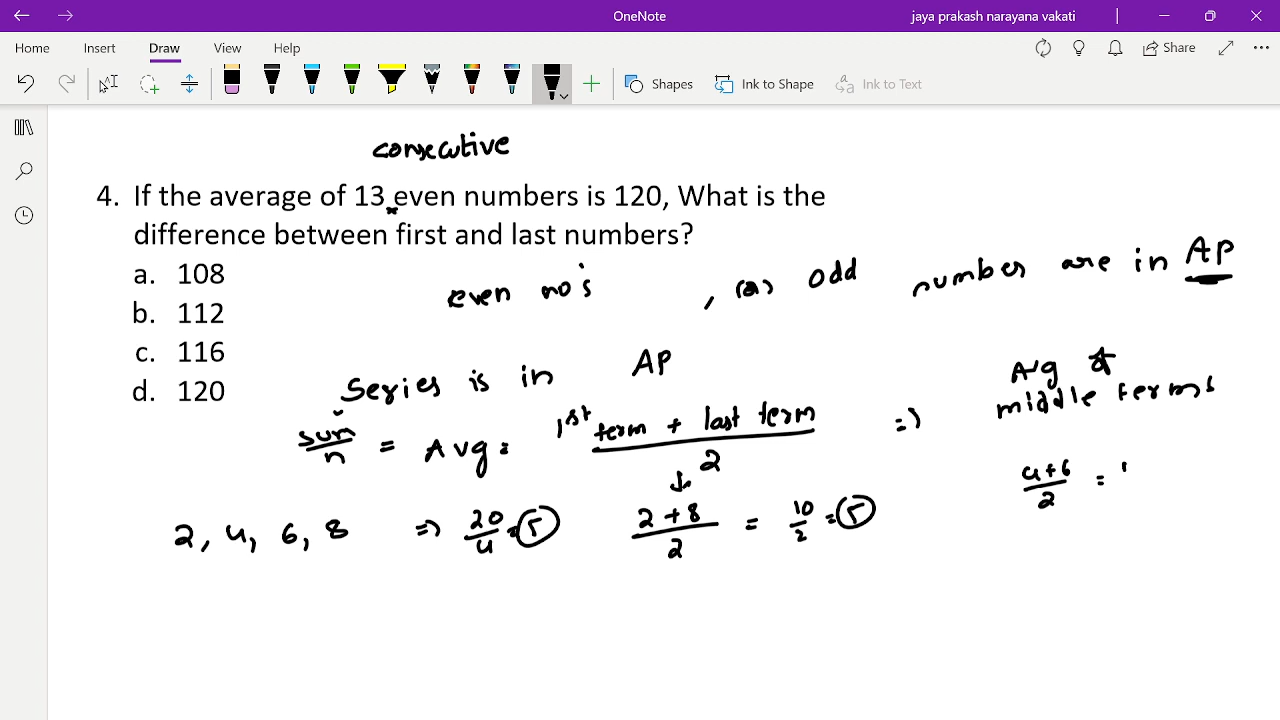 OneNote
jaya prakash narayana vakati
Home Insert Draw View Help
Share
Shapes Ink to Shape Ink to Text
consecutive
4. If the average of 13 even numbers is 120, What is the
difference between first and last numbers?
a. 108
b. 112
c. 116
d. 120
even no's , (or) odd numbers are in AP
Series is in AP
sum/n = Avg = 1st term + last term / 2 => Avg of middle terms
2, 4, 6, 8 => 20/4 = 5 2+8/2 = 10/2 = 5
4+6/2 =